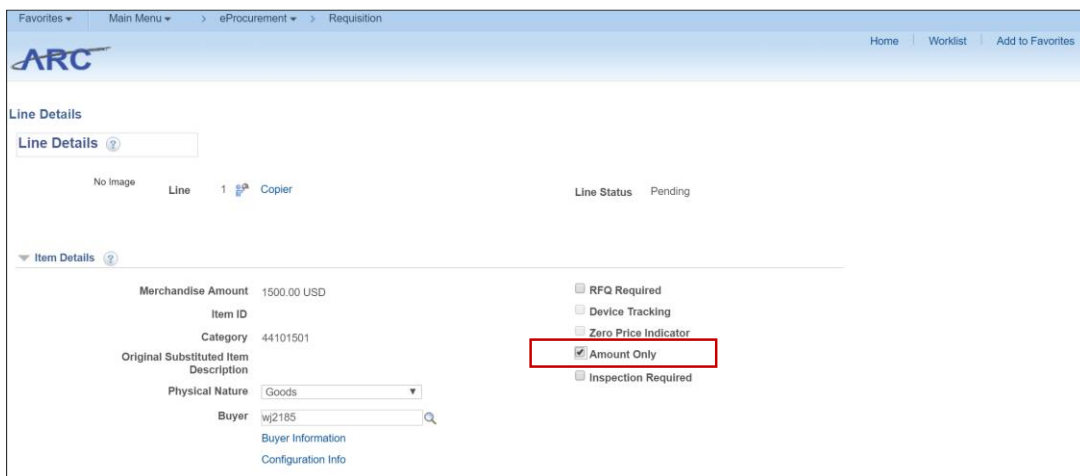 Favorites Main Menu > eProcurement > Requisition
Home Worklist Add to Favorites
ARC
Line Details
Line Details ?
No Image Line 1 Copier Line Status Pending
Item Details ?
Merchandise Amount 1500.00 USD RFQ Required
Item ID Device Tracking
Category 44101501 Zero Price Indicator
Original Substituted Item Description Amount Only
Physical Nature Goods Inspection Required
Buyer wj2185
Buyer Information
Configuration Info